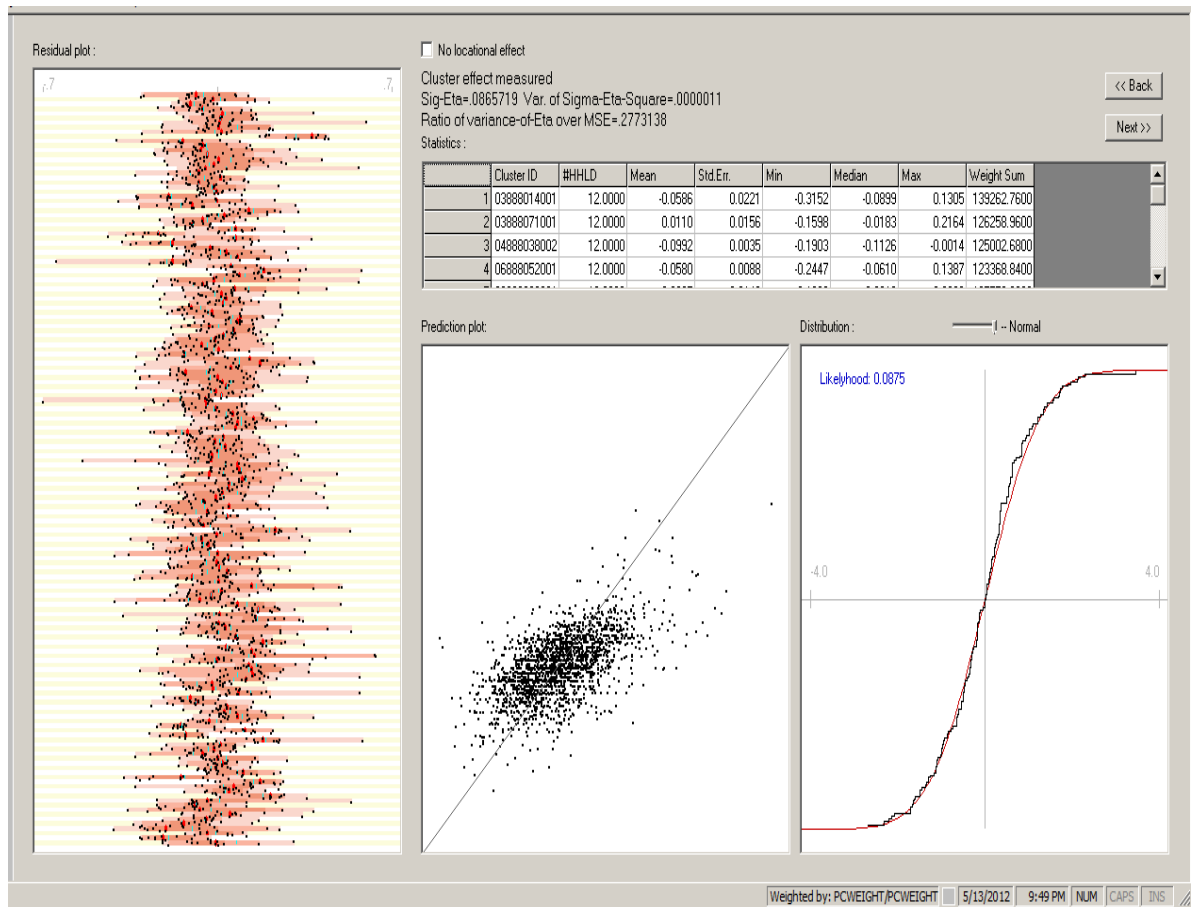 Residual plot :
-.7
.7
No locational effect
Cluster effect measured
Sig-Eta=.0865719 Var. of Sigma-Eta-Square=.0000011
Ratio of variance-of-Eta over MSE=.2773138
<< Back
Next >>
Statistics :
Cluster ID #HHLD Mean Std.Err. Min Median Max Weight Sum
1 03888014001 12.0000 -0.0586 0.0221 -0.3152 -0.0899 0.1305 139262.7600
2 03888071001 12.0000 0.0110 0.0156 -0.1598 -0.0183 0.2164 126258.9600
3 04888038002 12.0000 -0.0992 0.0035 -0.1903 -0.1126 -0.0014 125002.6800
4 06888052001 12.0000 -0.0580 0.0088 -0.2447 -0.0610 0.1387 123368.8400
Prediction plot:
Distribution :
-- Normal
Likelyhood: 0.0875
-4.0
4.0
Weighted by: PCWEIGHT/PCWEIGHT 5/13/2012 9:49 PM NUM CAPS INS